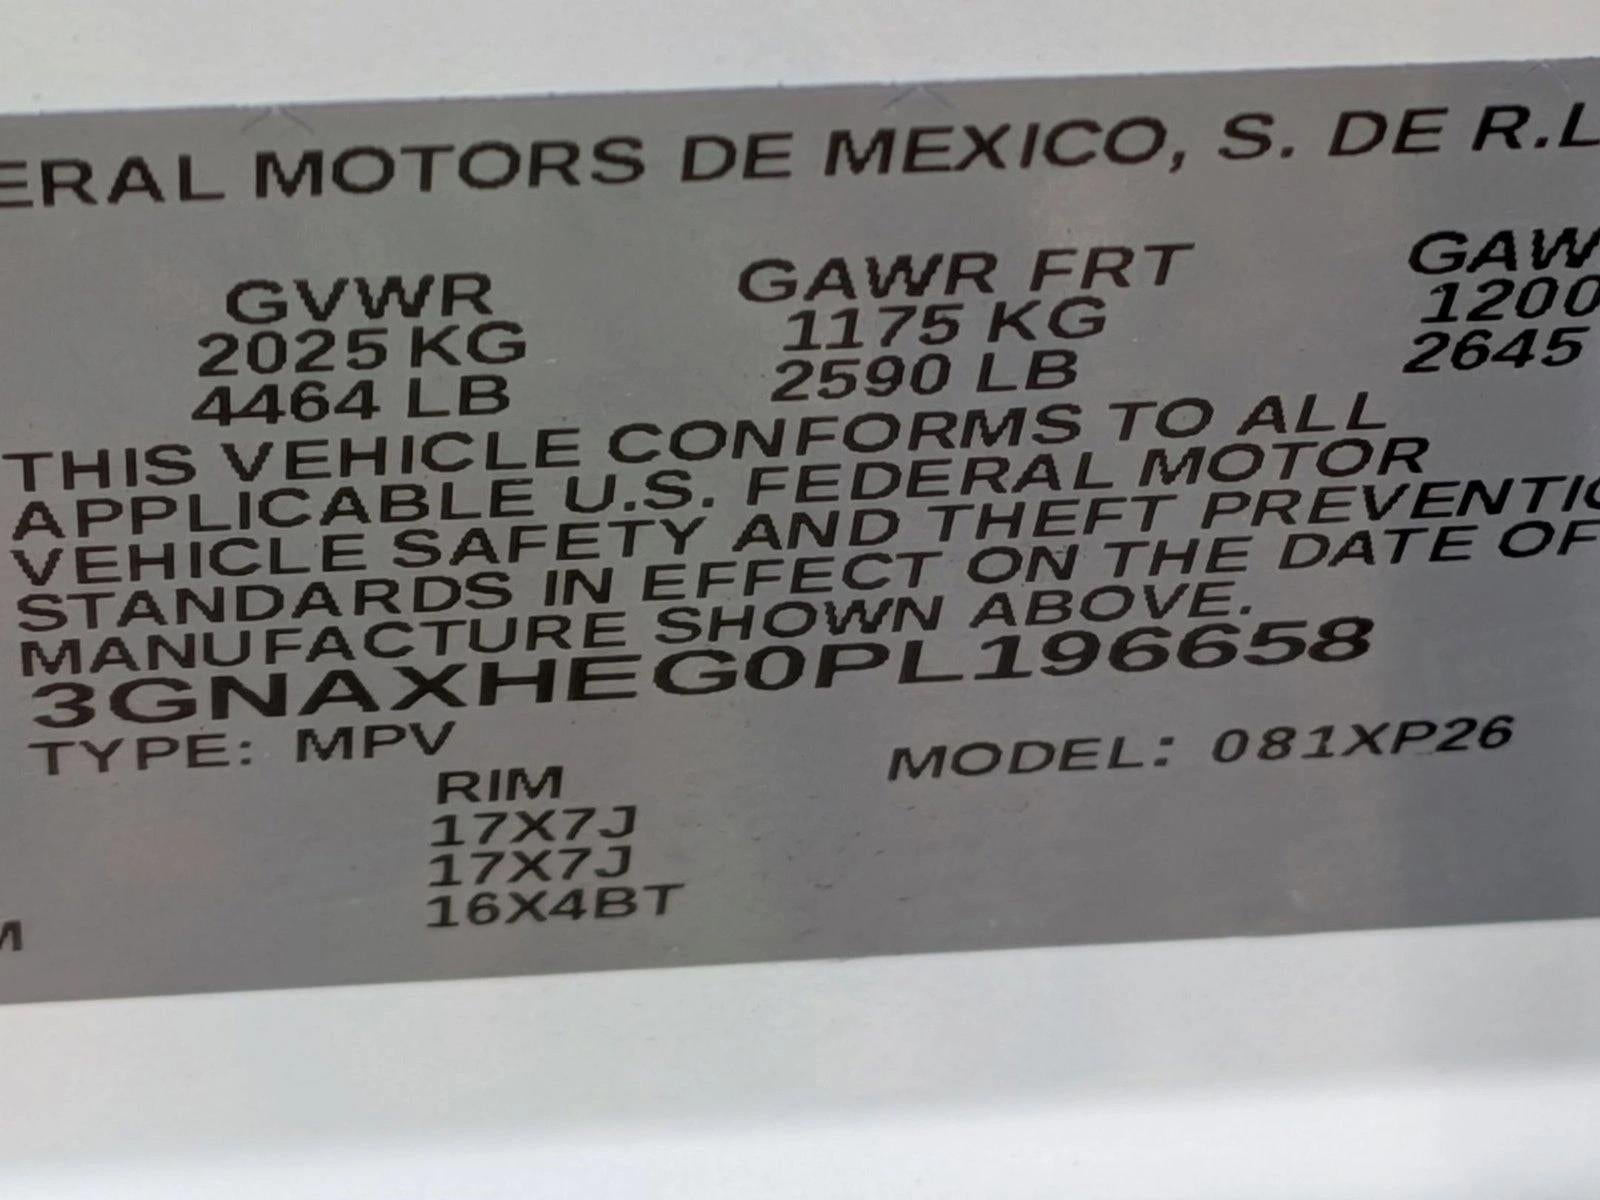 ERAL MOTORS DE MEXICO, S. DE R.L
GVWR GAWR FRT GAW
2025 KG 1175 KG 1200
4464 LB 2590 LB 2645
THIS VEHICLE CONFORMS TO ALL
APPLICABLE U.S. FEDERAL MOTOR
VEHICLE SAFETY AND THEFT PREVENTIO
STANDARDS IN EFFECT ON THE DATE OF
MANUFACTURE SHOWN ABOVE.
3GNAXHEG0PL196658
TYPE: MPV MODEL: 081XP26
RIM
17X7J
17X7J
16X4BT
M